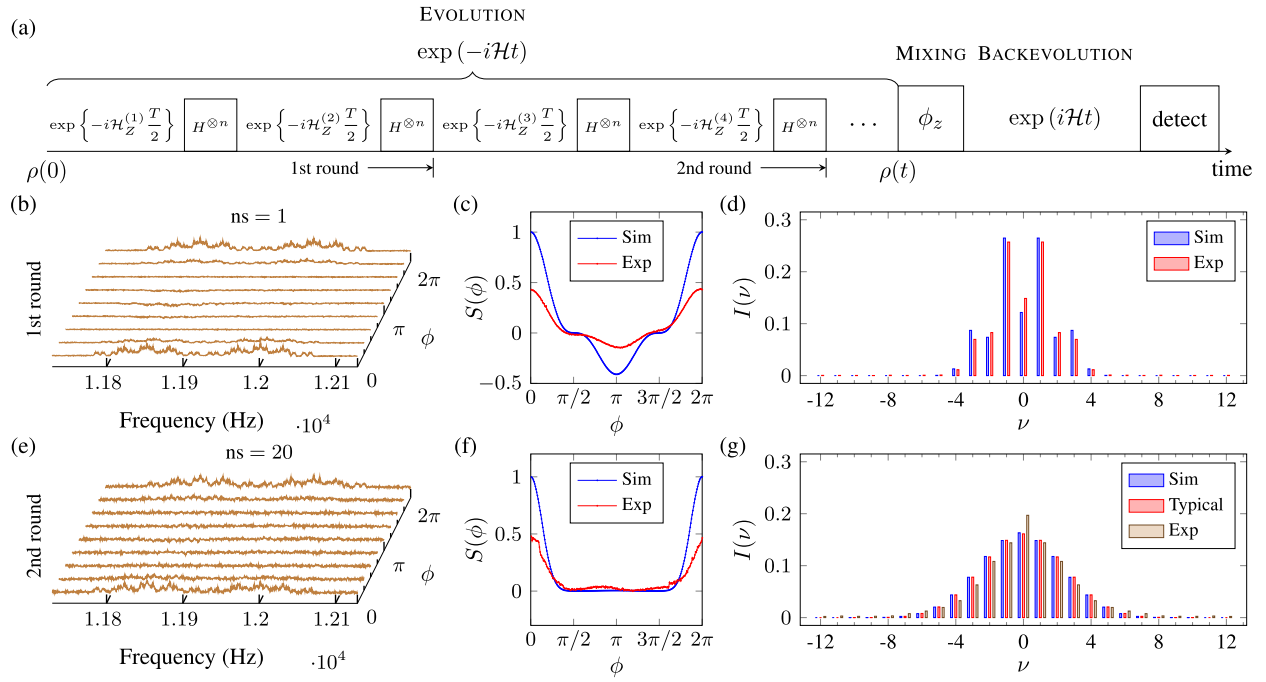 (a)
EVOLUTION
exp (−iℋt)
MIXING BACKEVOLUTION
exp {−iℋ_Z^(1) T/2} H^⊗n exp {−iℋ_Z^(2) T/2} H^⊗n exp {−iℋ_Z^(3) T/2} H^⊗n exp {−iℋ_Z^(4) T/2} H^⊗n ... ϕ_z exp (iℋt) detect
1st round 2nd round
ρ(0) ρ(t) time
(b)
ns = 1
1st round
2π
π
ϕ
0
1.18 1.19 1.2 1.21
Frequency (Hz)
·10^4
(c)
Sim
Exp
S(ϕ)
1
0.5
0
−0.5
0 π/2 π 3π/2 2π
ϕ
(d)
Sim
Exp
I(ν)
0.3
0.2
0.1
0
-12 -8 -4 0 4 8 12
ν
(e)
ns = 20
2nd round
2π
π
ϕ
0
1.18 1.19 1.2 1.21
Frequency (Hz)
·10^4
(f)
Sim
Exp
S(ϕ)
1
0.5
0
0 π/2 π 3π/2 2π
ϕ
(g)
Sim
Typical
Exp
I(ν)
0.3
0.2
0.1
0
-12 -8 -4 0 4 8 12
ν